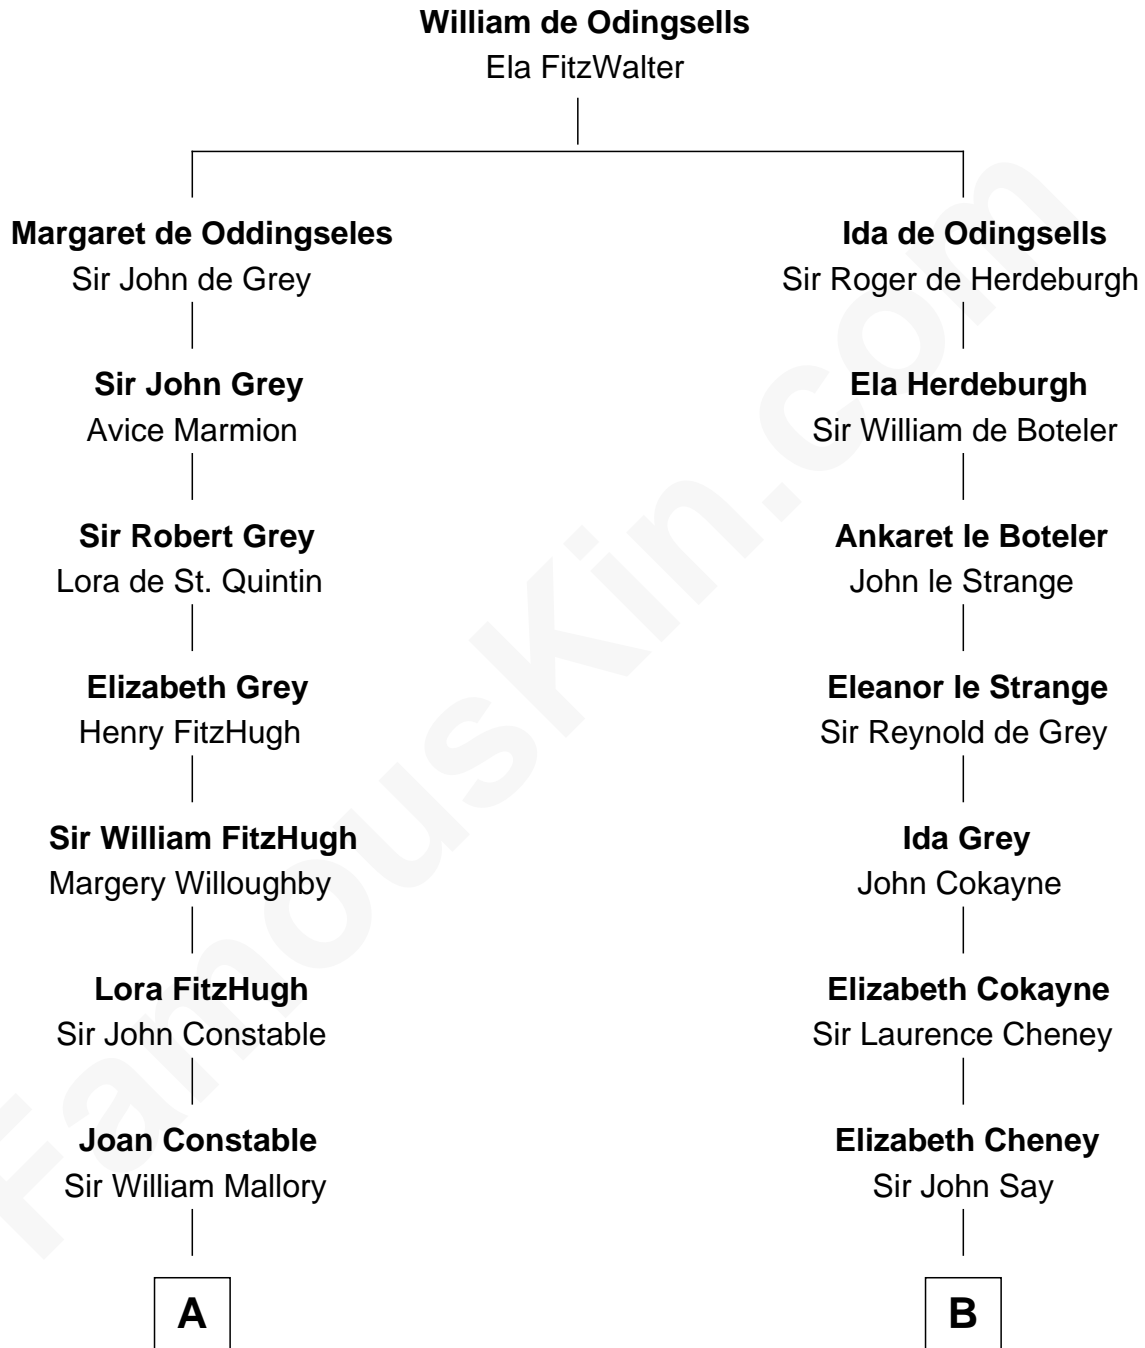 William de Odingsells
Ela FitzWalter
Margaret de Oddingseles
Sir John de Grey
Ida de Odingsells
Sir Roger de Herdeburgh
Sir John Grey
Avice Marmion
Ela Herdeburgh
Sir William de Boteler
Sir Robert Grey
Lora de St. Quintin
Ankaret le Boteler
John le Strange
Elizabeth Grey
Henry FitzHugh
Eleanor le Strange
Sir Reynold de Grey
Sir William FitzHugh
Margery Willoughby
Ida Grey
John Cokayne
Lora FitzHugh
Sir John Constable
Elizabeth Cokayne
Sir Laurence Cheney
Joan Constable
Sir William Mallory
Elizabeth Cheney
Sir John Say
A
B
FamousKin.com